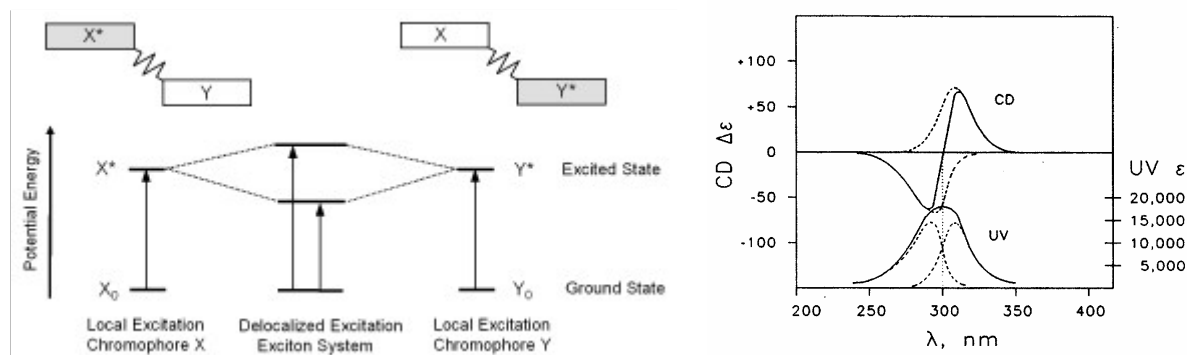 X*
Y
X
Y*
Potential Energy
X*
Y*
Excited State
X₀
Y₀
Ground State
Local Excitation
Chromophore X
Delocalized Excitation
Exciton System
Local Excitation
Chromophore Y
+100
+50
0
-50
-100
CD Δε
CD
UV
UV ε
20,000
15,000
10,000
5,000
200
250
300
350
400
λ, nm